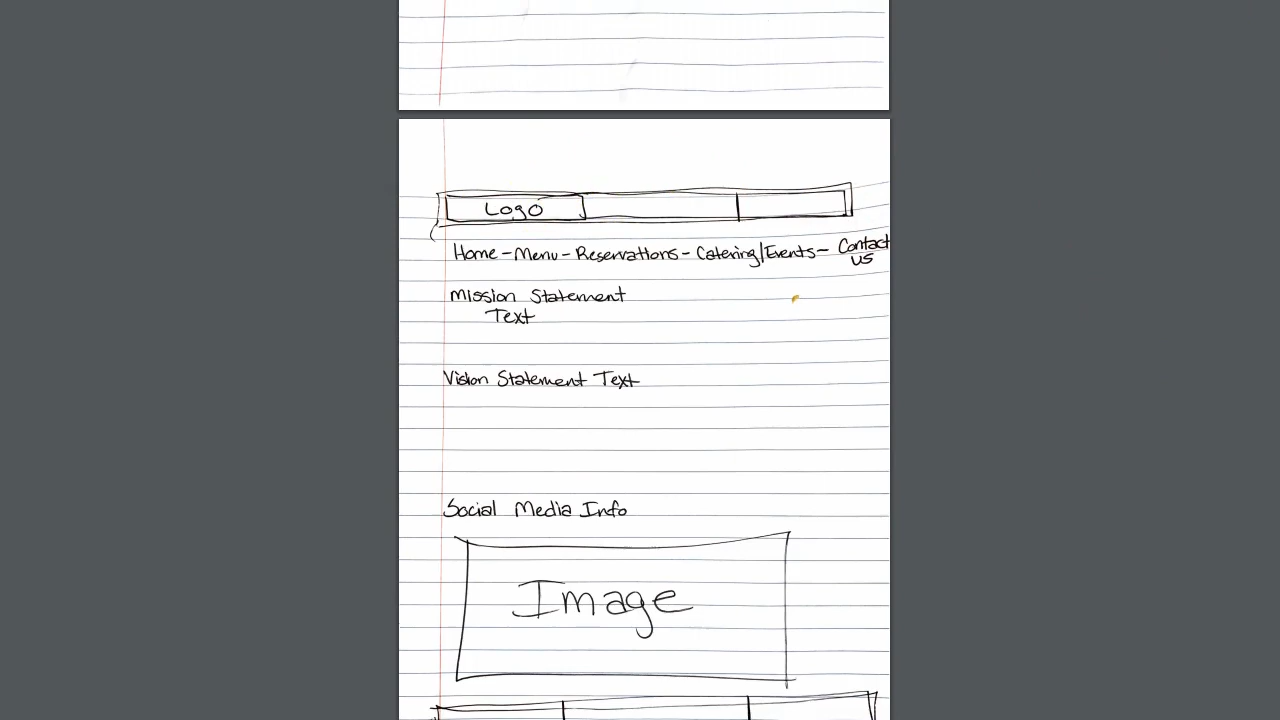 Logo
Home - Menu - Reservations - Catering/Events - Contact us
Mission Statement
Text
Vision Statement Text
Social Media Info
Image